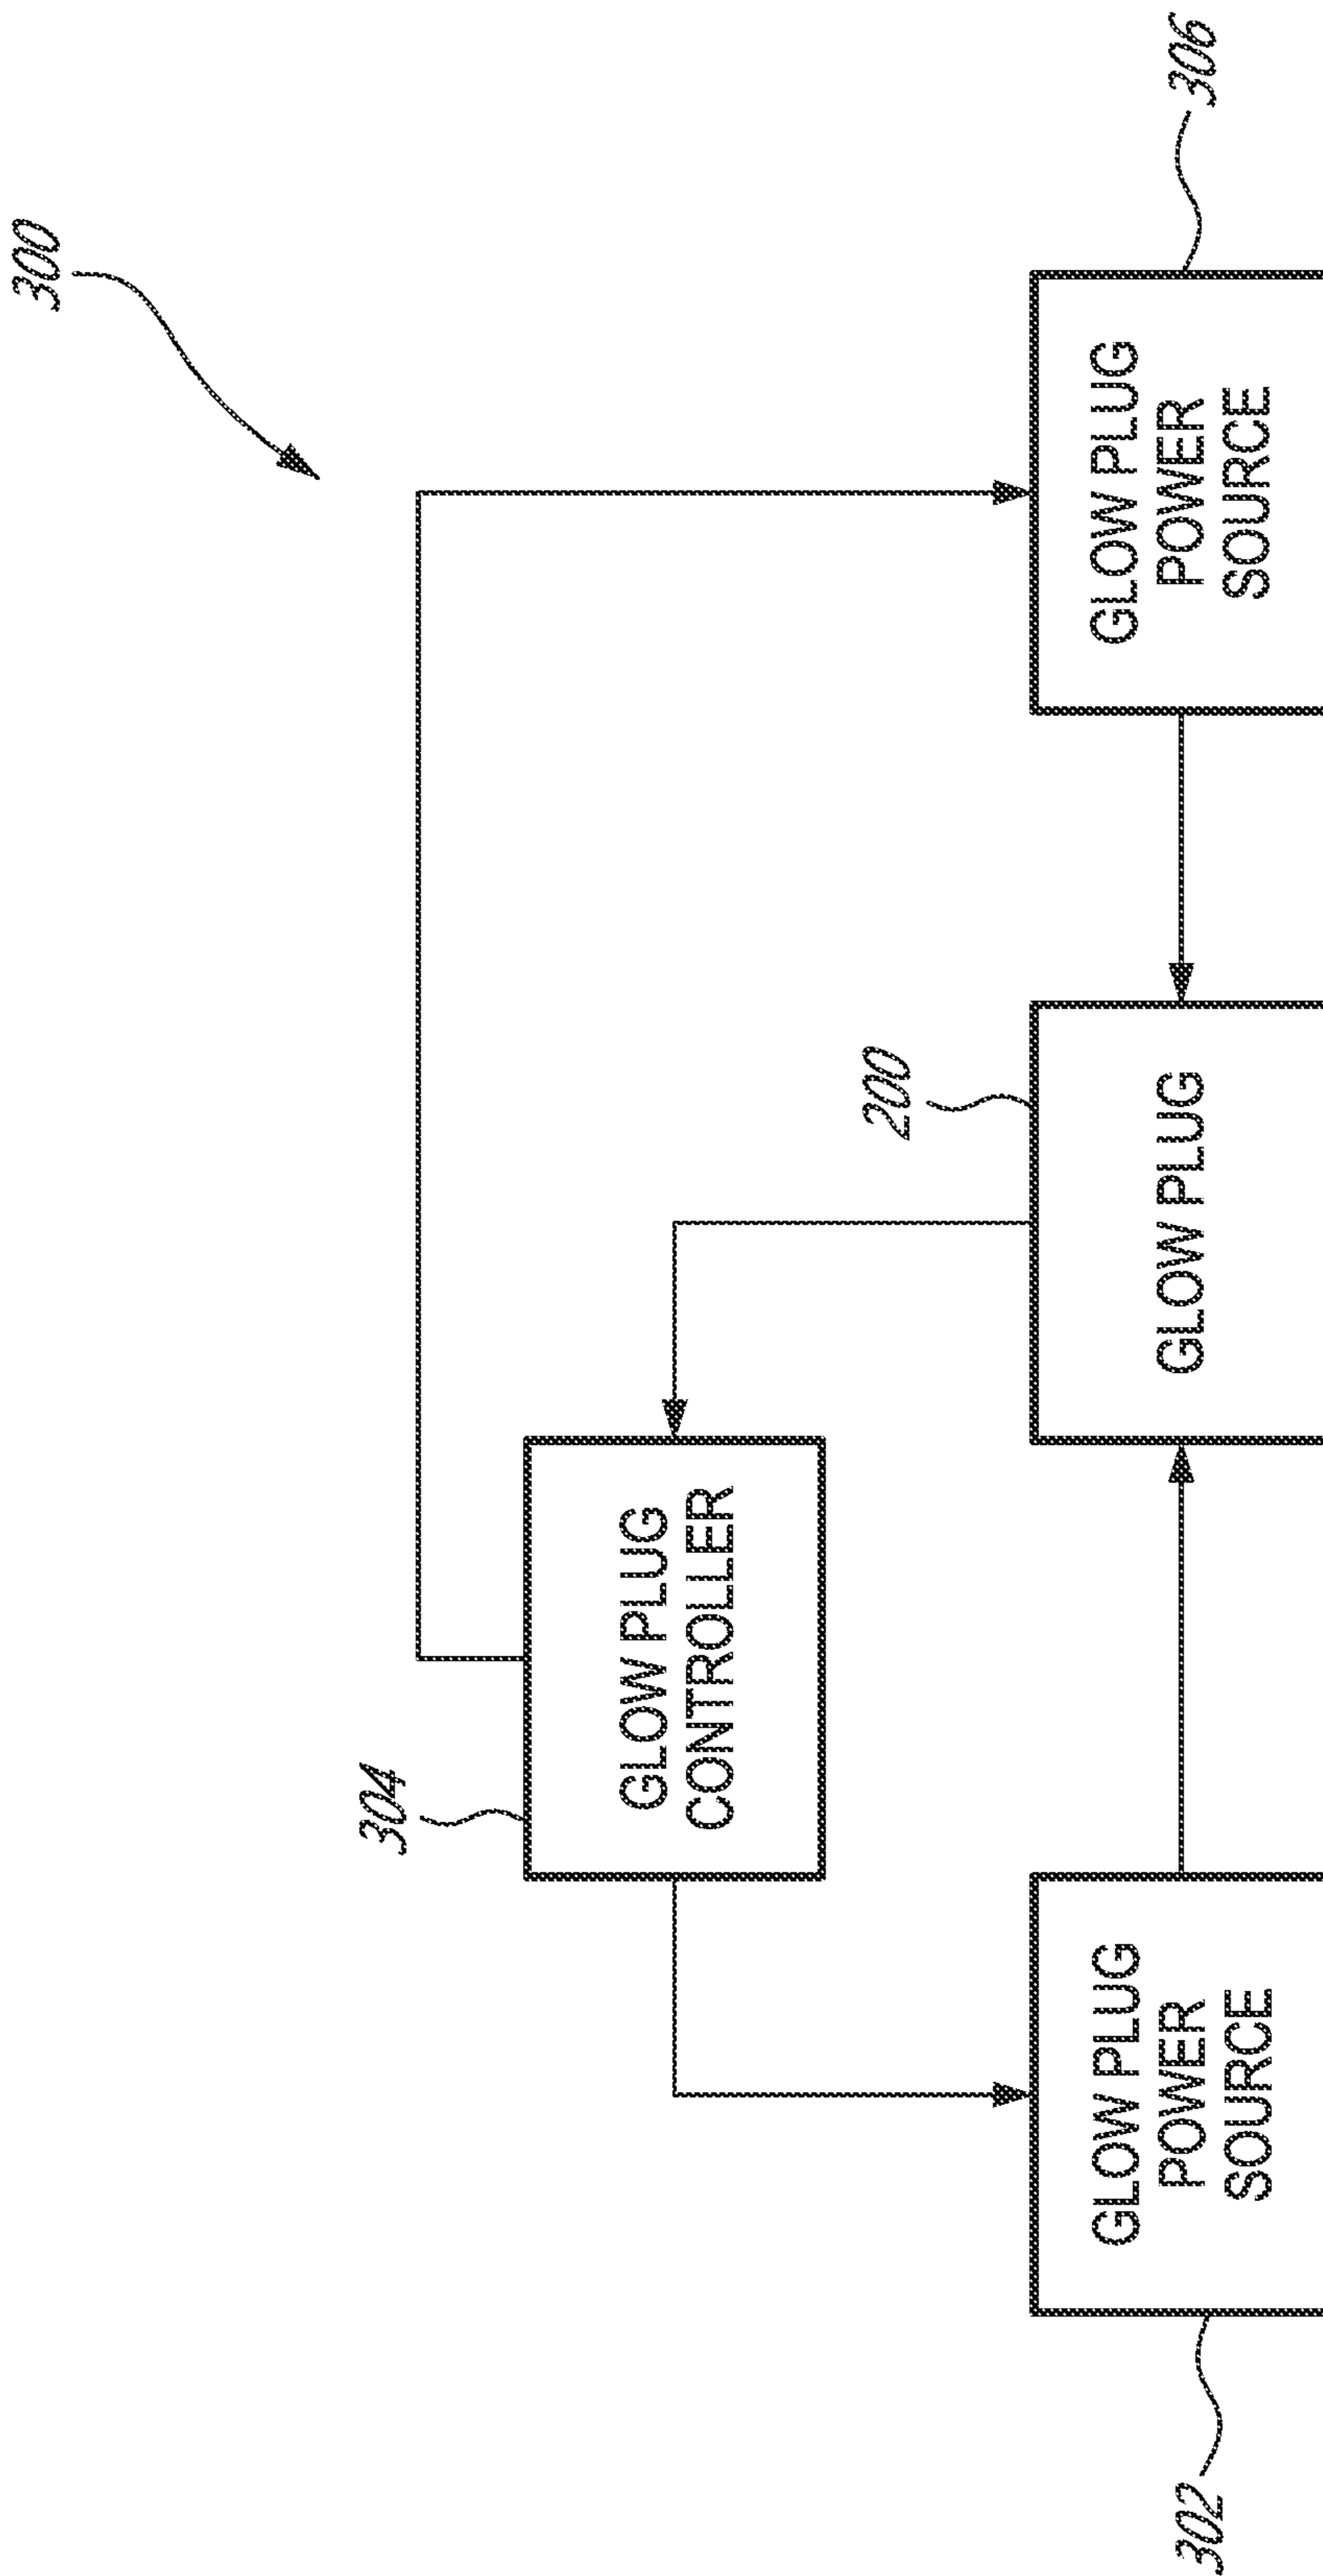 300
304
GLOW PLUG
CONTROLLER
200
302
GLOW PLUG
POWER
SOURCE
GLOW PLUG
GLOW PLUG
POWER
SOURCE
306